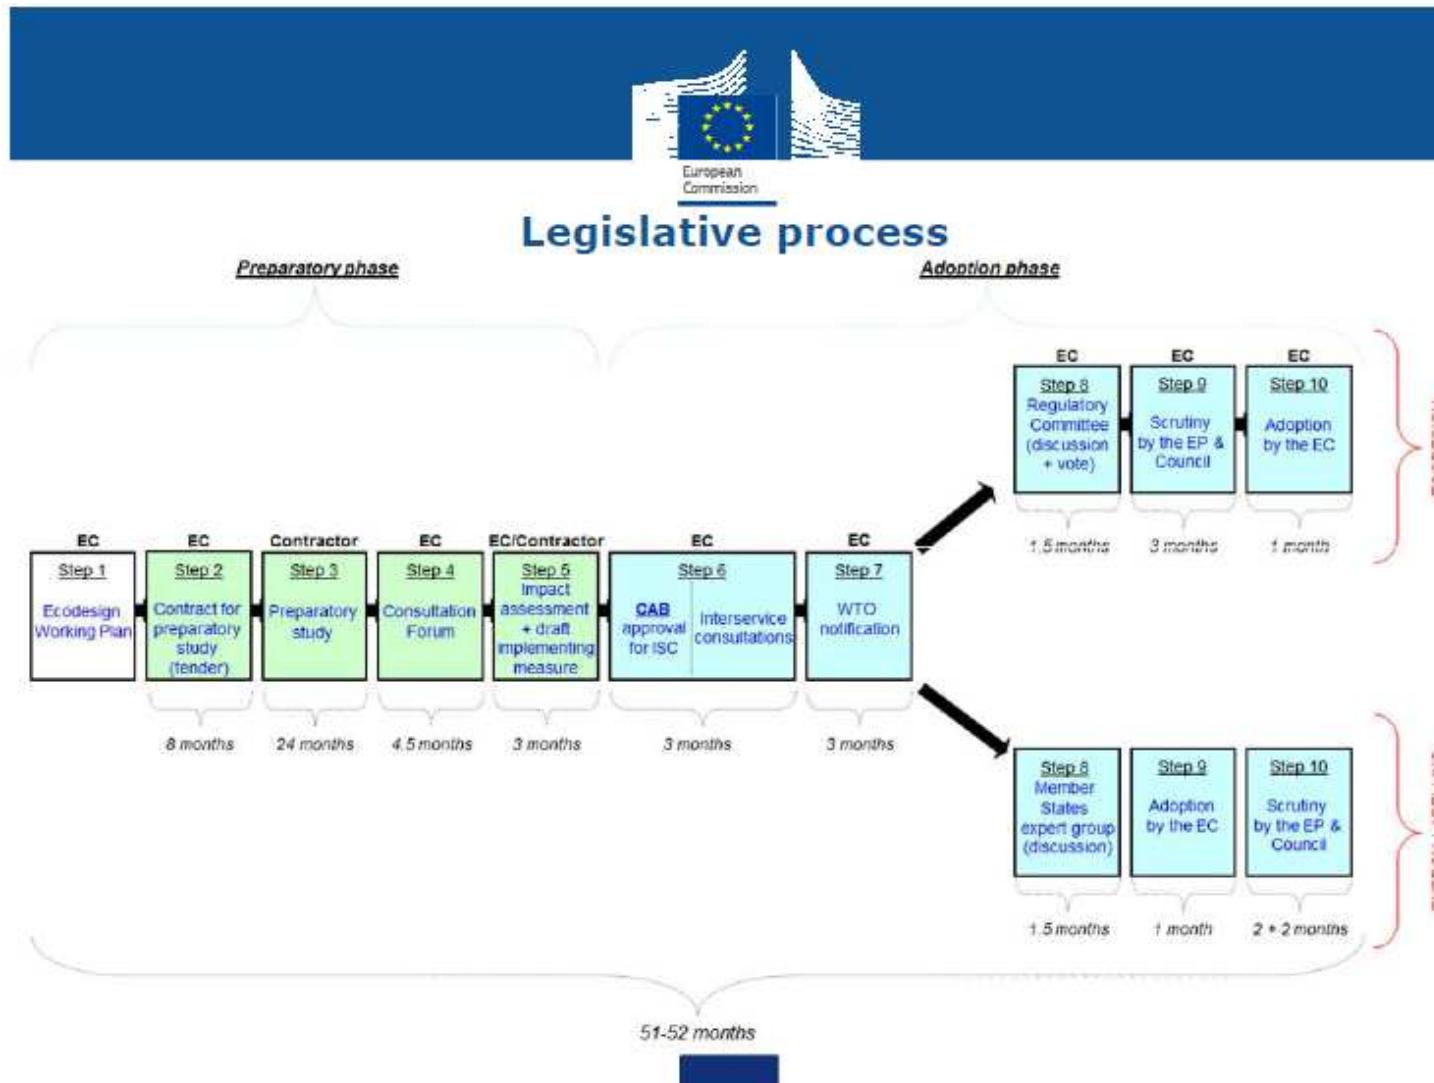 European
Commission
Legislative process
Preparatory phase
Adoption phase
EC
Step 8
Regulatory
Committee
(discussion
+ vote)
1.5 months
EC
Step 9
Scrutiny
by the EP &
Council
3 months
EC
Step 10
Adoption
by the EC
1 month
EC
Step 1
Ecodesign
Working Plan
EC
Step 2
Contract for
preparatory
study
(tender)
8 months
Contractor
Step 3
Preparatory
study
24 months
EC
Step 4
Consultation
Forum
4.5 months
EC/Contractor
Step 5
Impact
assessment
+ draft
implementing
measure
3 months
EC
Step 6
CAB
approval
for ISC
Interservice
consultations
3 months
EC
Step 7
WTO
notification
3 months
Step 8
Member
States
expert group
(discussion)
1.5 months
Step 9
Adoption
by the EC
1 month
Step 10
Scrutiny
by the EP &
Council
2 + 2 months
51-52 months